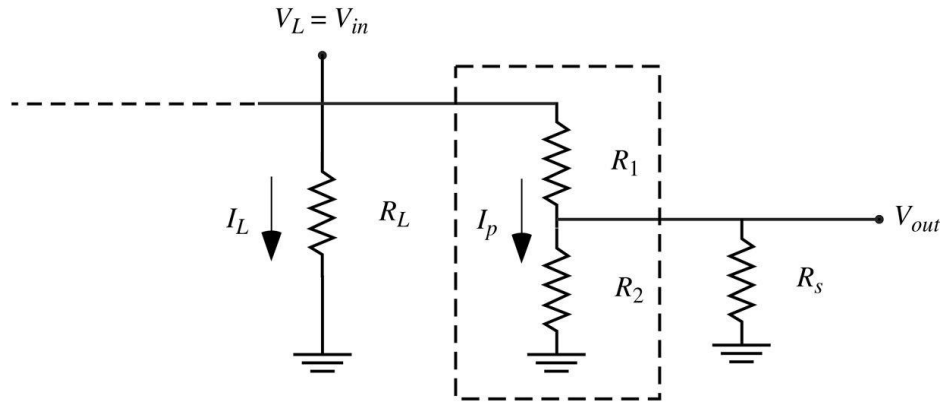 V_L = V_in
R_1
I_L
R_L
I_p
V_out
R_2
R_s